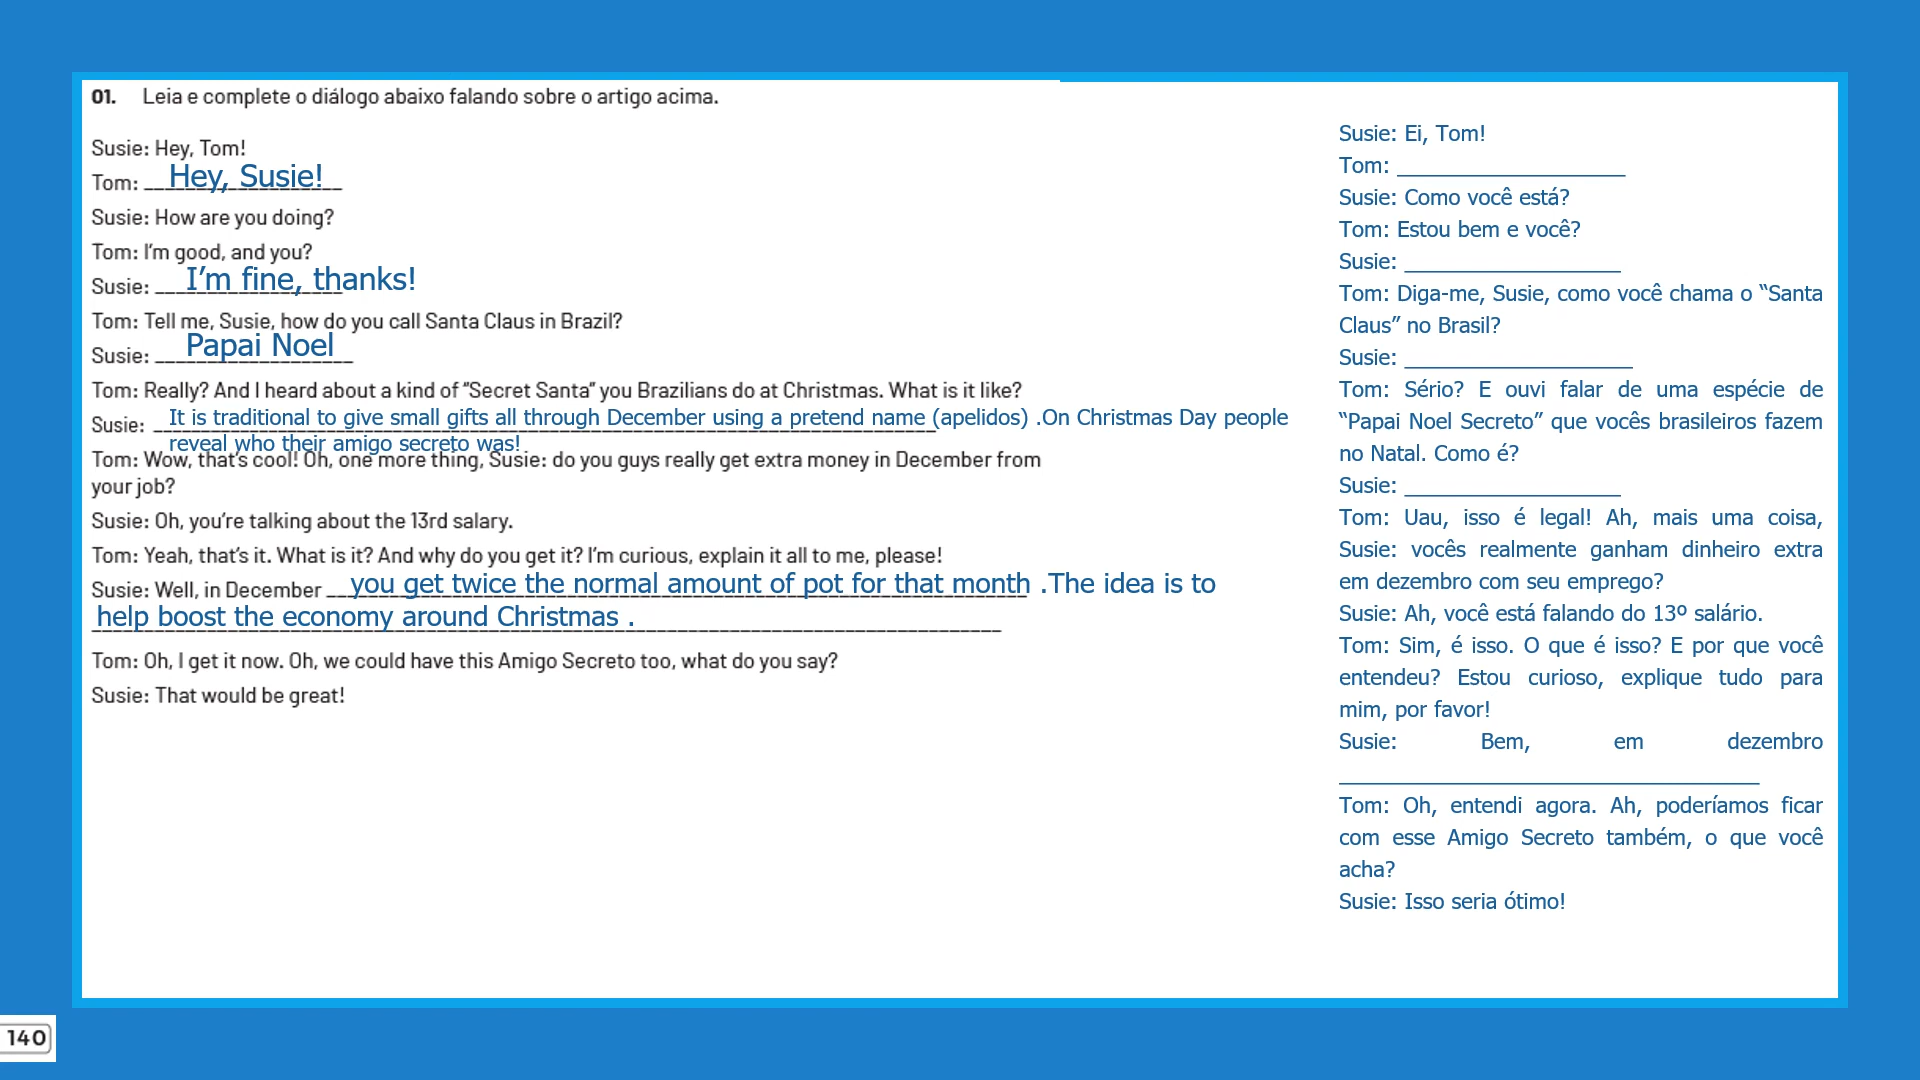 01. Leia e complete o diálogo abaixo falando sobre o artigo acima.
Susie: Hey, Tom!
Tom: ___________________ Hey, Susie!
Susie: How are you doing?
Tom: I'm good, and you?
Susie: __________________ I'm fine, thanks!
Tom: Tell me, Susie, how do you call Santa Claus in Brazil?
Susie: ___________________ Papai Noel
Tom: Really? And I heard about a kind of "Secret Santa" you Brazilians do at Christmas. What is it like?
Susie: It is traditional to give small gifts all through December using a pretend name (apelidos) .On Christmas Day people
reveal who their amigo secreto was!
Tom: Wow, that's cool! Oh, one more thing, Susie: do you guys really get extra money in December from
your job?
Susie: Oh, you're talking about the 13rd salary.
Tom: Yeah, that's it. What is it? And why do you get it? I'm curious, explain it all to me, please!
Susie: Well, in December you get twice the normal amount of pot for that month .The idea is to
help boost the economy around Christmas .
Tom: Oh, I get it now. Oh, we could have this Amigo Secreto too, what do you say?
Susie: That would be great!
Susie: Ei, Tom!
Tom: ___________________
Susie: Como você está?
Tom: Estou bem e você?
Susie: __________________
Tom: Diga-me, Susie, como você chama o “Santa
Claus” no Brasil?
Susie: ___________________
Tom: Sério? E ouvi falar de uma espécie de
“Papai Noel Secreto” que vocês brasileiros fazem
no Natal. Como é?
Susie: __________________
Tom: Uau, isso é legal! Ah, mais uma coisa,
Susie: vocês realmente ganham dinheiro extra
em dezembro com seu emprego?
Susie: Ah, você está falando do 13º salário.
Tom: Sim, é isso. O que é isso? E por que você
entendeu? Estou curioso, explique tudo para
mim, por favor!
Susie: Bem, em dezembro
___________________________________
Tom: Oh, entendi agora. Ah, poderíamos ficar
com esse Amigo Secreto também, o que você
acha?
Susie: Isso seria ótimo!
140